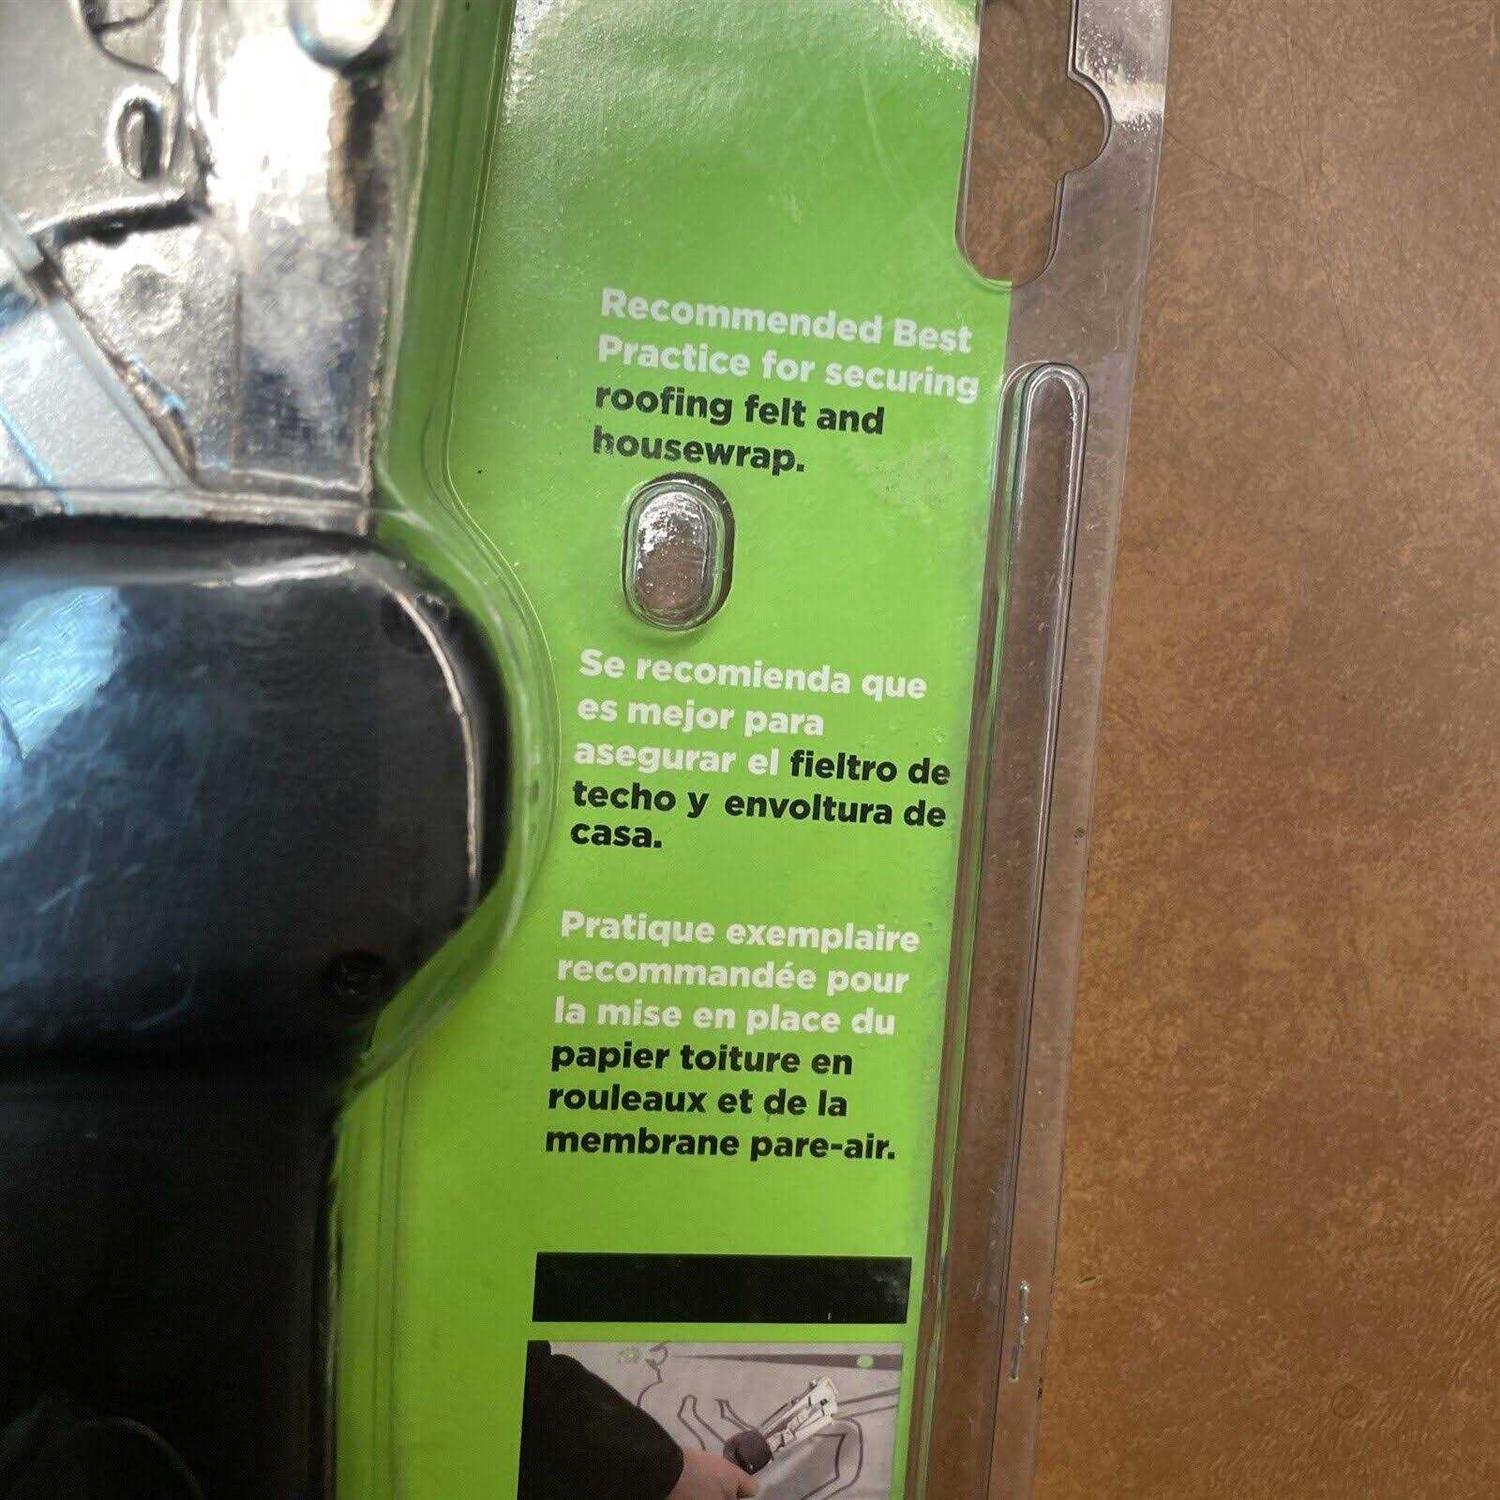 Recommended Best
Practice for securing
roofing felt and
housewrap.
Se recomienda que
es mejor para
asegurar el fieltro de
techo y envoltura de
casa.
Pratique exemplaire
recommandée pour
la mise en place du
papier toiture en
rouleaux et de la
membrane pare-air.